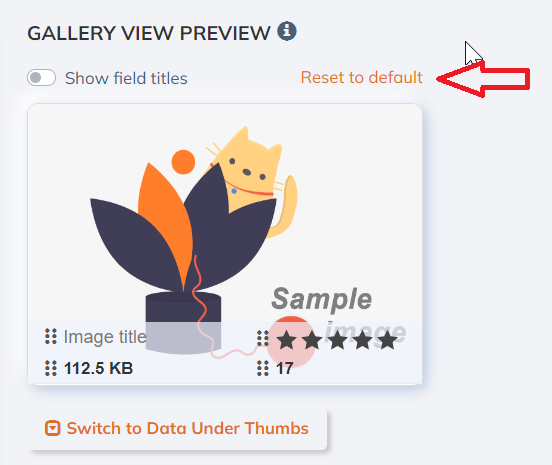 GALLERY VIEW PREVIEW
Show field titles
Reset to default
Sample
image
Image title
112.5 KB
17
Switch to Data Under Thumbs